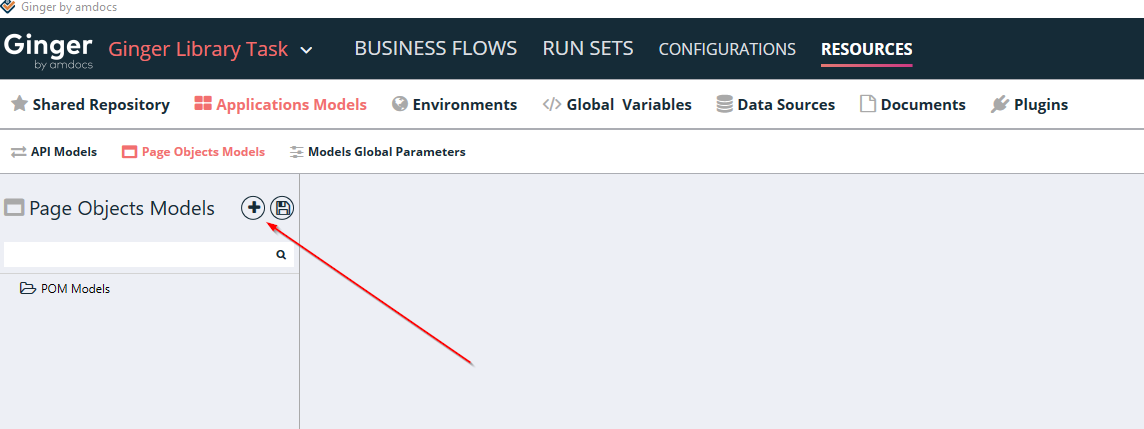 Ginger by amdocs
Ginger by amdocs Ginger Library Task BUSINESS FLOWS RUN SETS CONFIGURATIONS RESOURCES
Shared Repository Applications Models Environments Global Variables Data Sources Documents Plugins
API Models Page Objects Models Models Global Parameters
Page Objects Models
POM Models